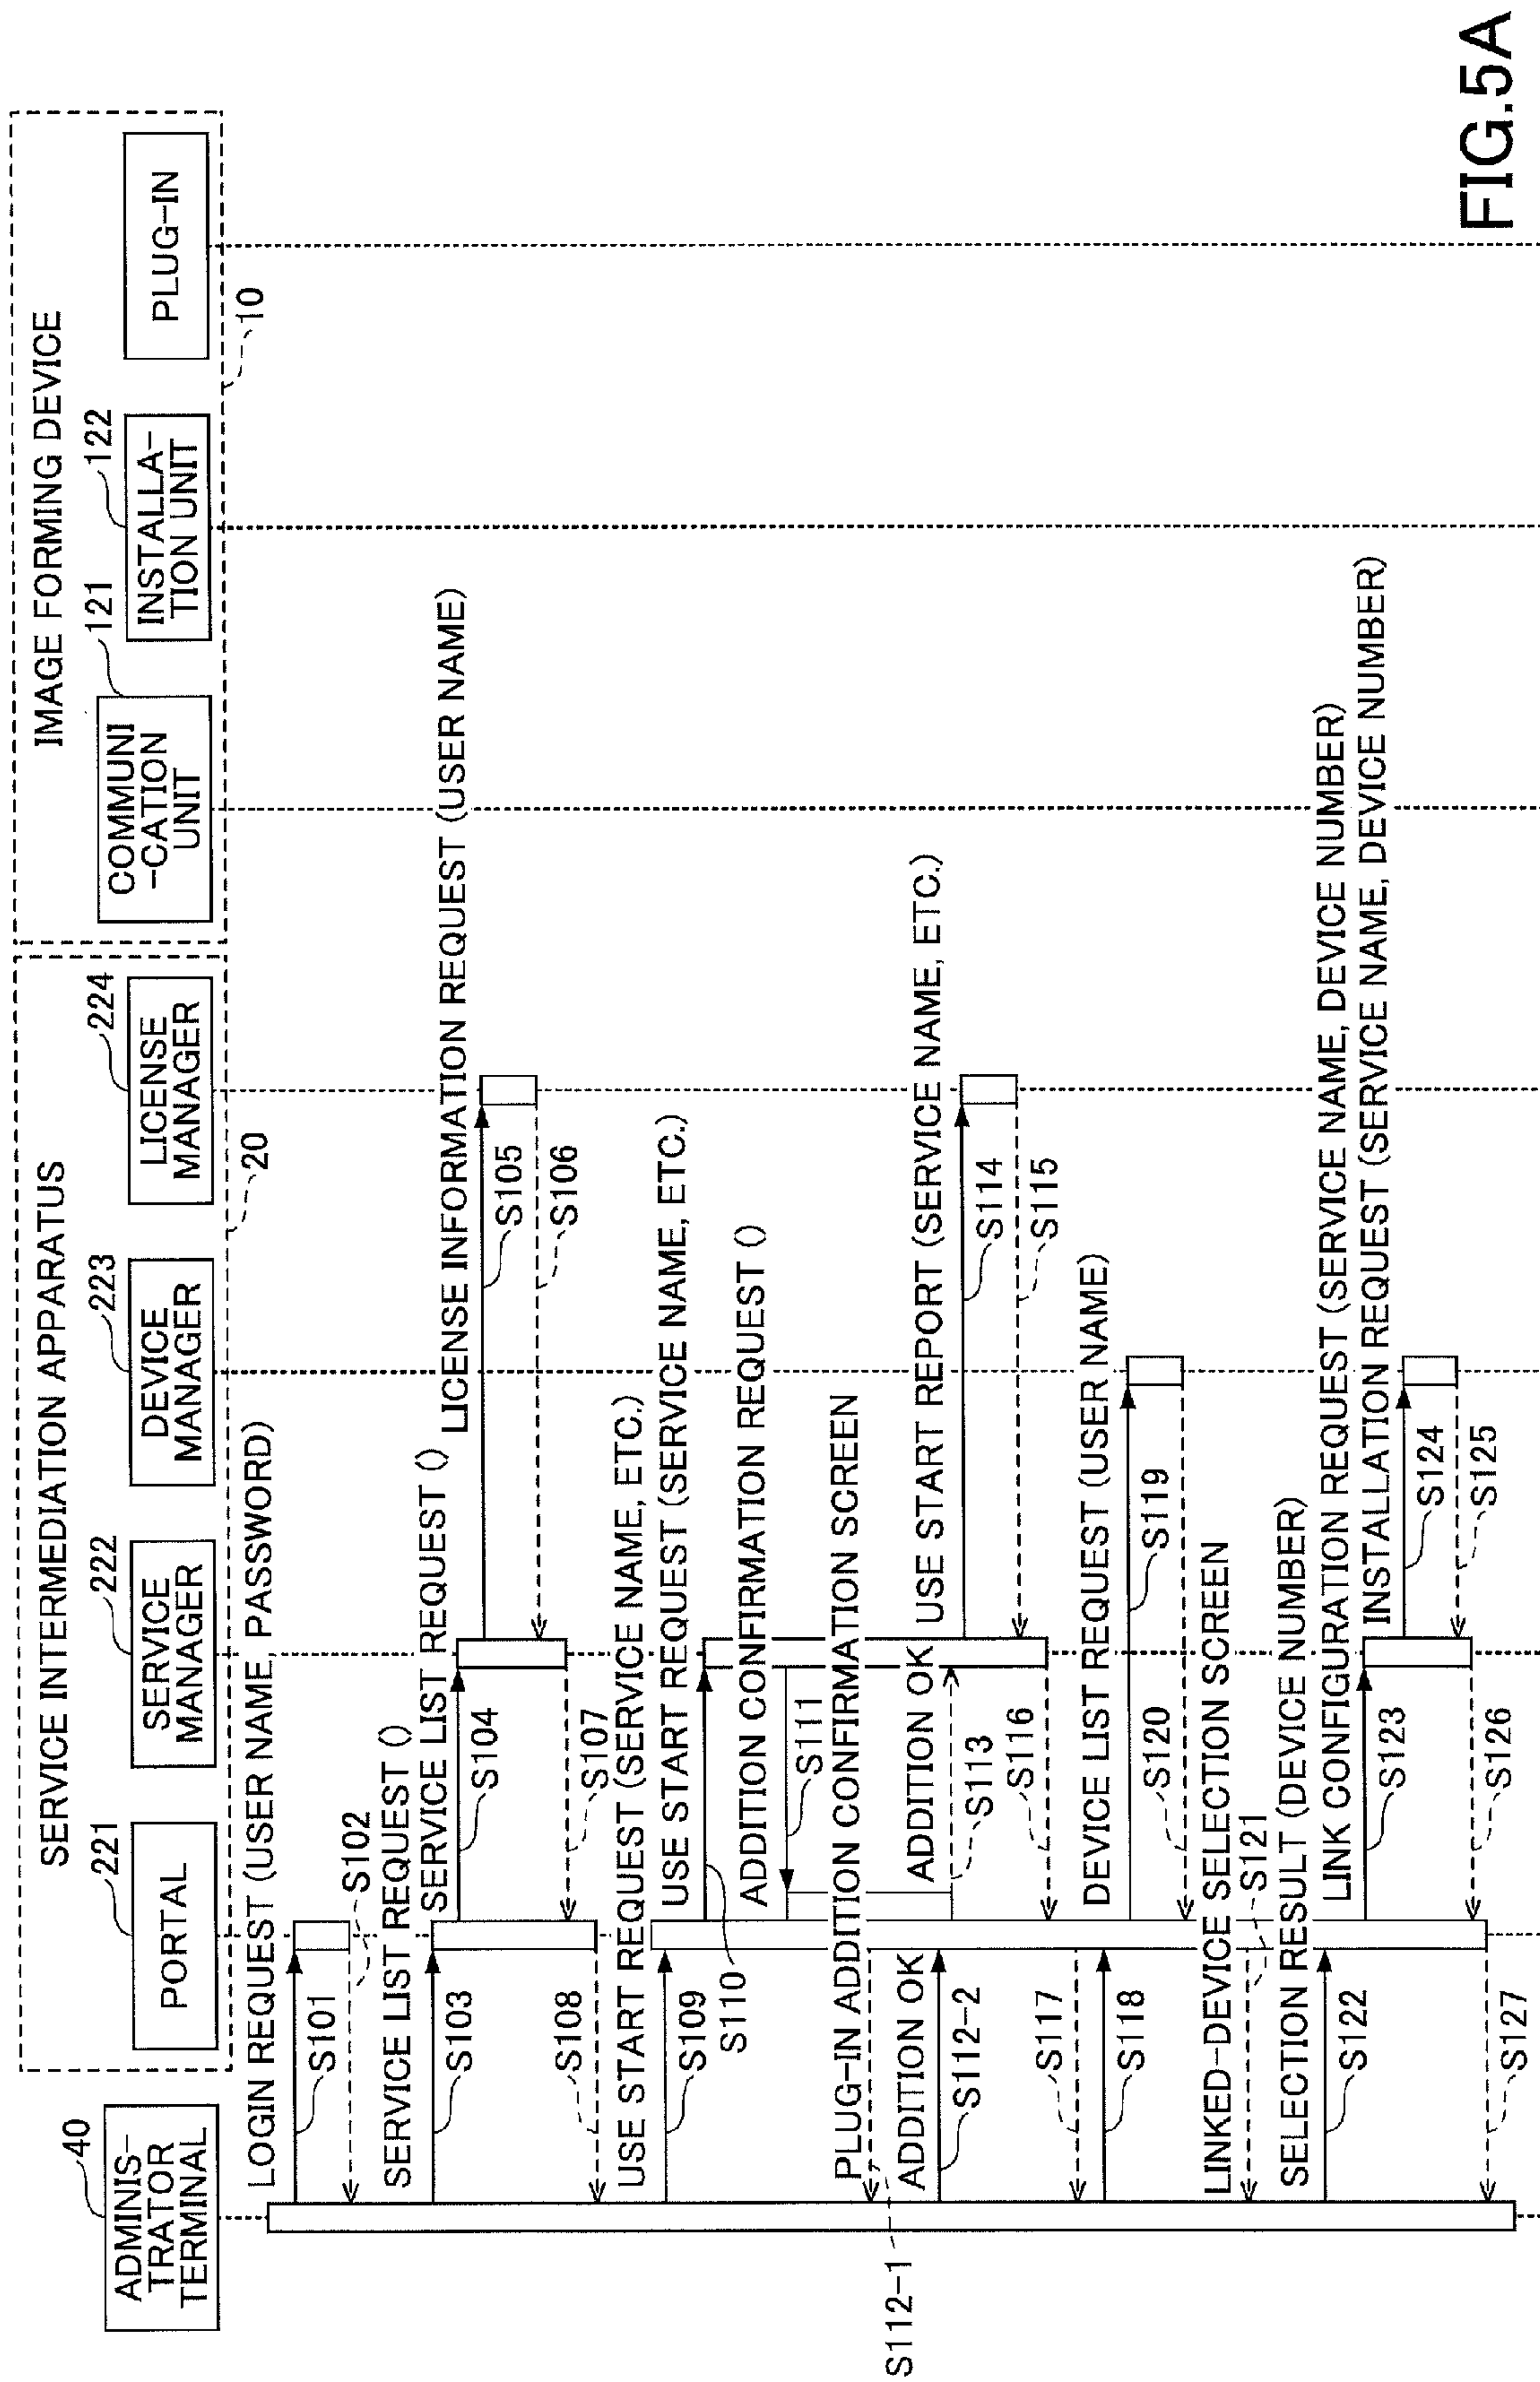 SERVICE INTERMEDIATION APPARATUS
IMAGE FORMING DEVICE
40
221
222
223
224
121
122
ADMINIS-
TRATOR
TERMINAL
PORTAL
SERVICE
MANAGER
DEVICE
MANAGER
LICENSE
MANAGER
COMMUNI
-CATION
UNIT
INSTALLA-
TION UNIT
PLUG-IN
20
10
LOGIN REQUEST (USER NAME, PASSWORD)
S101
S102
SERVICE LIST REQUEST ()
S103
SERVICE LIST REQUEST ()
S104
LICENSE INFORMATION REQUEST (USER NAME)
S105
S106
S107
S108
USE START REQUEST (SERVICE NAME, ETC.)
S109
USE START REQUEST (SERVICE NAME, ETC.)
S110
ADDITION CONFIRMATION REQUEST ()
S111
PLUG-IN ADDITION CONFIRMATION SCREEN
S112-1
ADDITION OK
S112-2
ADDITION OK
S113
USE START REPORT (SERVICE NAME, ETC.)
S114
S115
S116
S117
S118
DEVICE LIST REQUEST (USER NAME)
S119
S120
LINKED-DEVICE SELECTION SCREEN
S121
SELECTION RESULT (DEVICE NUMBER)
S122
LINK CONFIGURATION REQUEST (SERVICE NAME, DEVICE NUMBER)
S123
INSTALLATION REQUEST (SERVICE NAME, DEVICE NUMBER)
S124
S125
S126
S127
FIG.5A